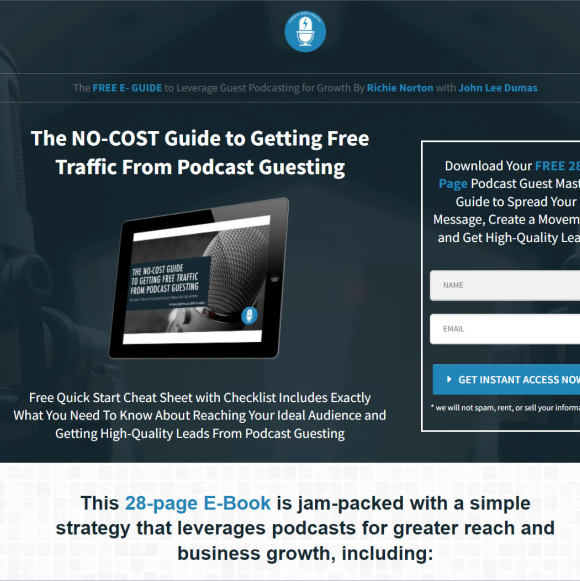 The FREE E- GUIDE to Leverage Guest Podcasting for Growth By Richie Norton with John Lee Dumas
The NO-COST Guide to Getting Free
Traffic From Podcast Guesting
THE NO-COST GUIDE
TO GETTING FREE TRAFFIC
FROM PODCAST GUESTING
Free Quick Start Cheat Sheet with Checklist Includes Exactly
What You Need To Know About Reaching Your Ideal Audience and
Getting High-Quality Leads From Podcast Guesting
Download Your FREE 28
Page Podcast Guest Mast
Guide to Spread Your
Message, Create a Moveme
and Get High-Quality Lea
NAME
EMAIL
GET INSTANT ACCESS NOW
* we will not spam, rent, or sell your informa
This 28-page E-Book is jam-packed with a simple
strategy that leverages podcasts for greater reach and
business growth, including: